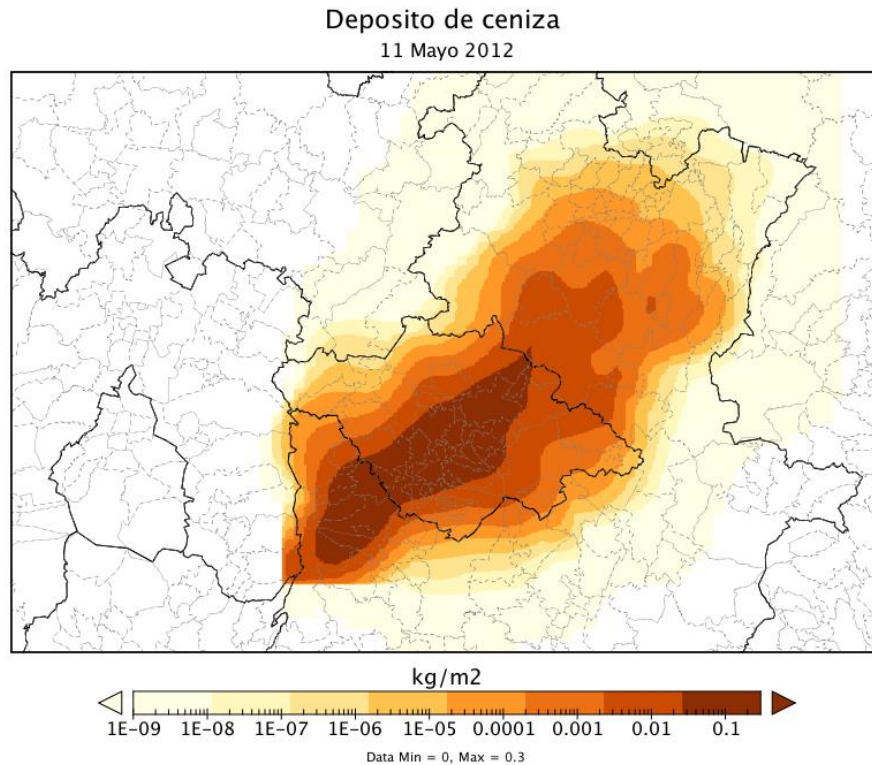 Deposito de ceniza
11 Mayo 2012
kg/m2
1E-09 1E-08 1E-07 1E-06 1E-05 0.0001 0.001 0.01 0.1
Data Min = 0, Max = 0.3